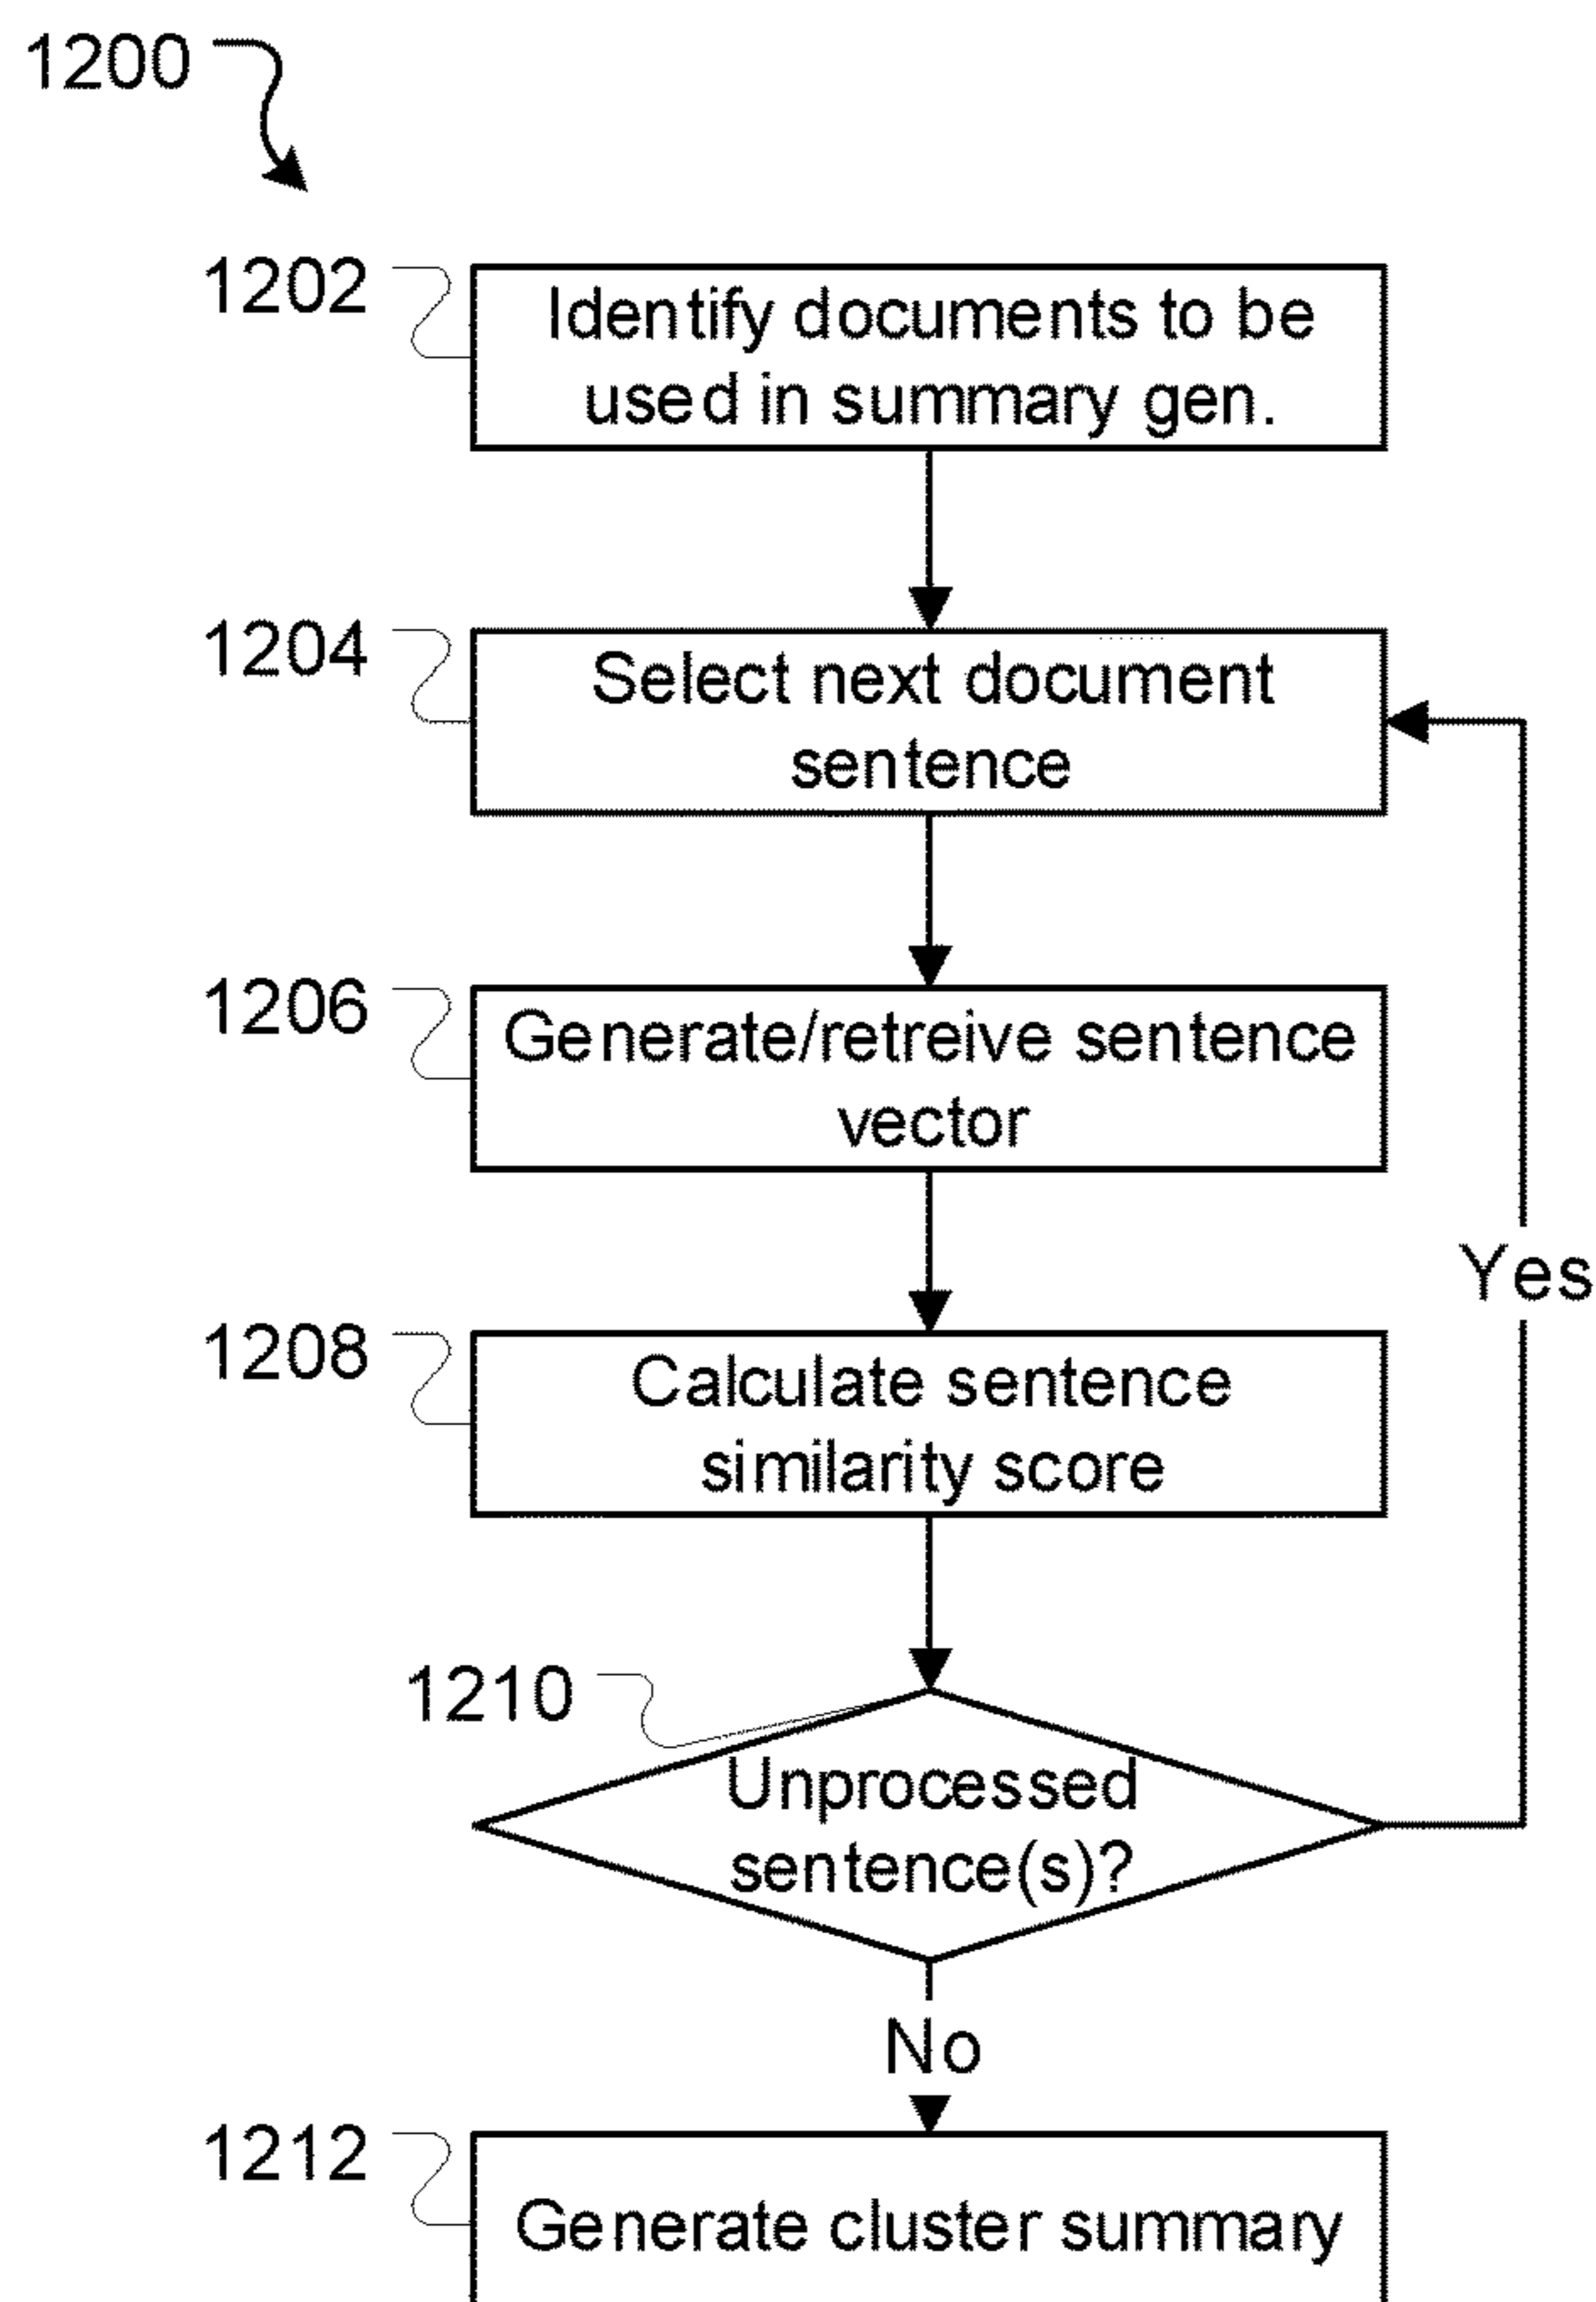 1200
1202
Identify documents to be
used in summary gen.
1204
Select next document
sentence
1206
Generate/retreive sentence
vector
Yes
1208
Calculate sentence
similarity score
1210
Unprocessed
sentence(s)?
No
1212
Generate cluster summary